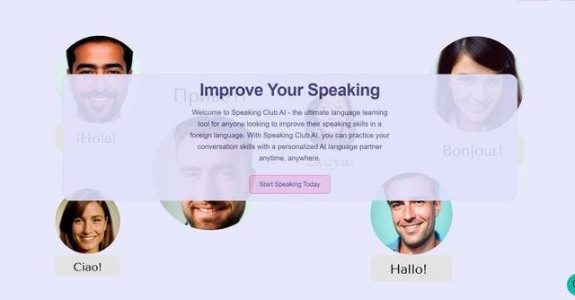 Improve Your Speaking
Привет!
Welcome to Speaking Club AI - the ultimate language learning
tool for anyone looking to improve their speaking skills in a
foreign language. With Speaking Club AI, you can practice your
conversation skills with a personalized AI language partner
anytime, anywhere.
¡Hola!
Bonjour!
Start Speaking Today
Ciao!
Hallo!